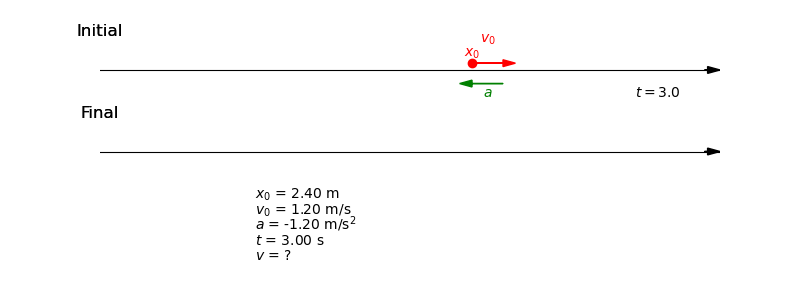 Initial
v₀
x₀
a
t = 3.0
Final
x₀ = 2.40 m
v₀ = 1.20 m/s
a = -1.20 m/s²
t = 3.00 s
v = ?